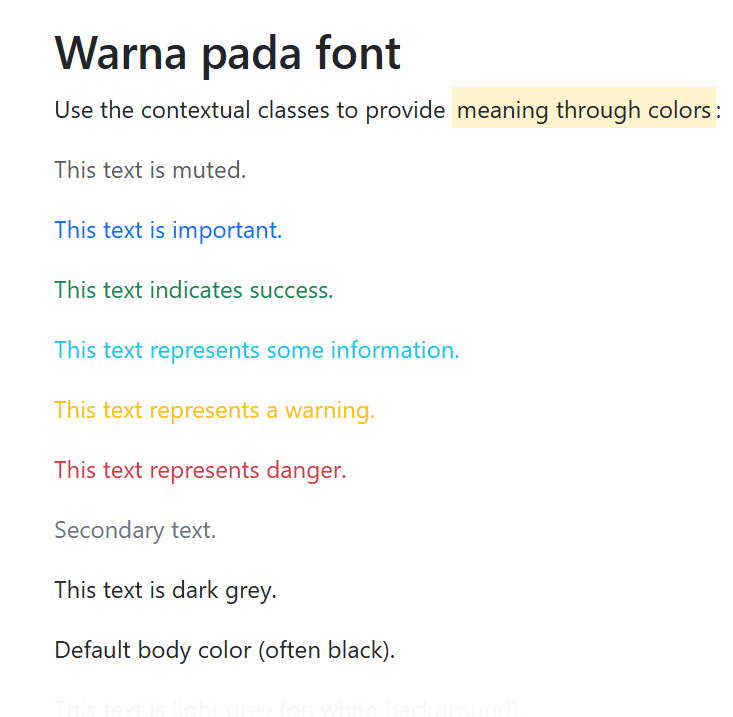 Warna pada font
Use the contextual classes to provide meaning through colors:
This text is muted.
This text is important.
This text indicates success.
This text represents some information.
This text represents a warning.
This text represents danger.
Secondary text.
This text is dark grey.
Default body color (often black).
This text is light grey (on white background).